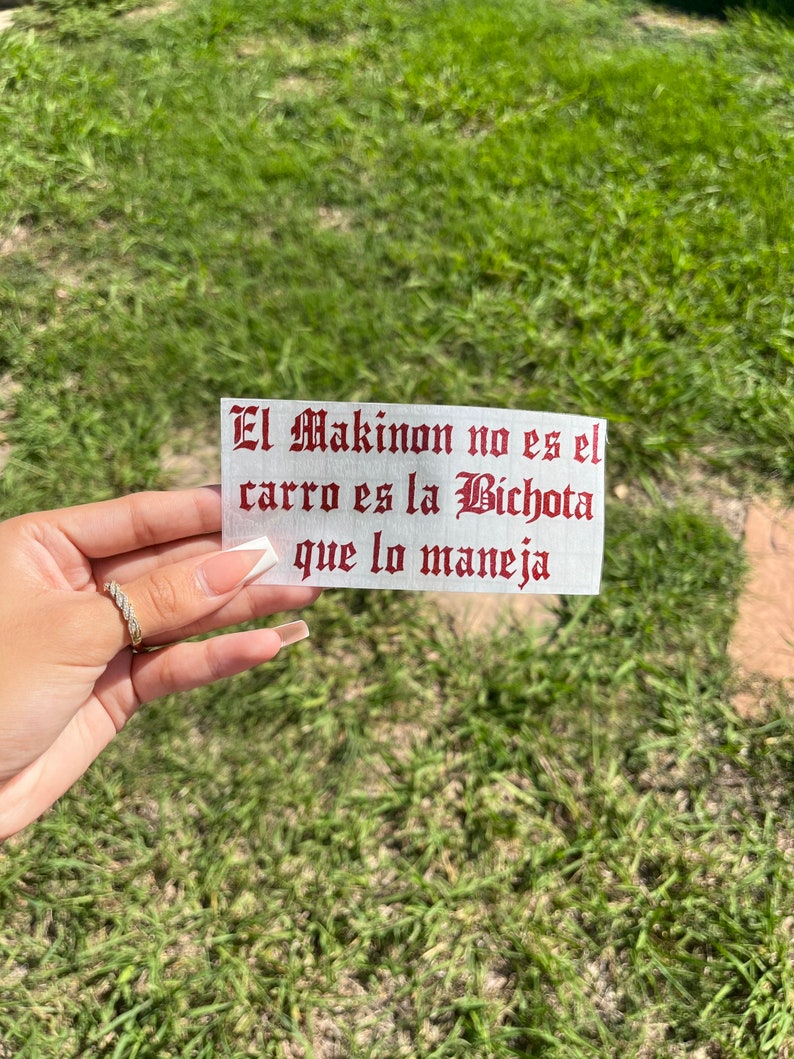 El Makinon no es el
carro es la Bichota
que lo maneja